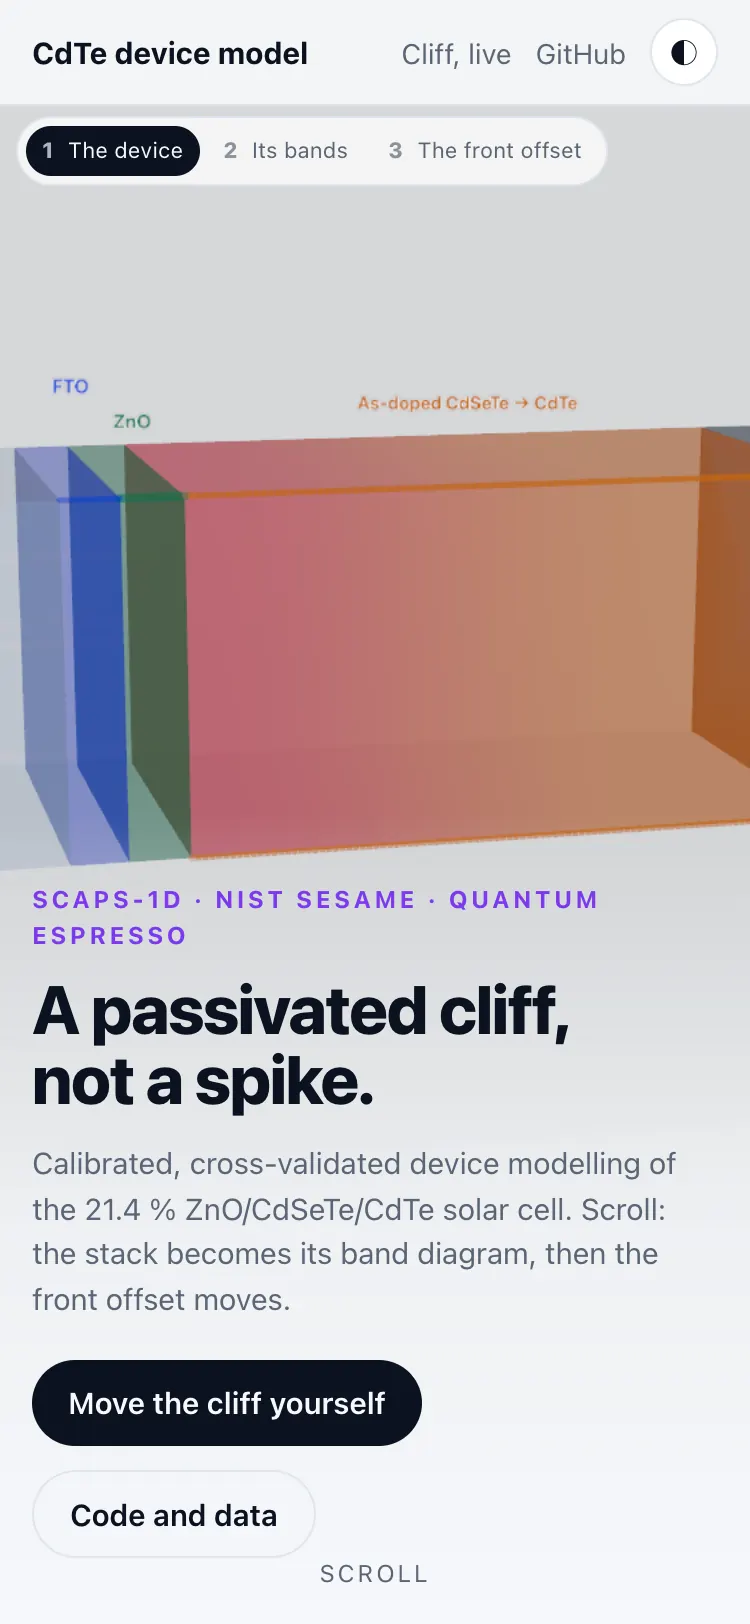 CdTe device model Cliff, live GitHub
1 The device 2 Its bands 3 The front offset
FTO
As-doped CdSeTe → CdTe
ZnO
SCAPS-1D · NIST SESAME · QUANTUM
ESPRESSO
A passivated cliff,
not a spike.
Calibrated, cross-validated device modelling of
the 21.4 % ZnO/CdSeTe/CdTe solar cell. Scroll:
the stack becomes its band diagram, then the
front offset moves.
Move the cliff yourself
Code and data
SCROLL